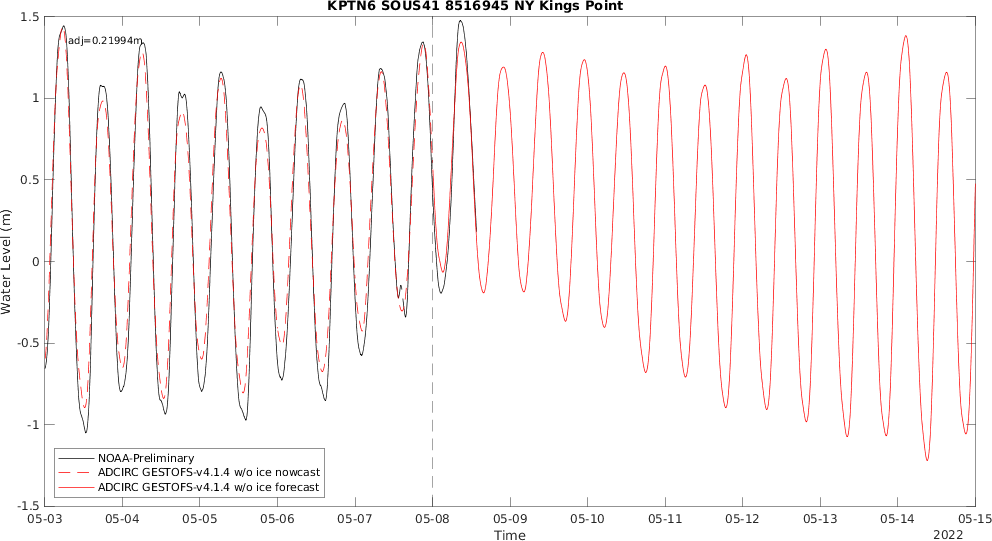 KPTN6 SOUS41 8516945 NY Kings Point
adj=0.21994m
Water Level (m)
1.5
1
0.5
0
-0.5
-1
-1.5
NOAA-Preliminary
ADCIRC GESTOFS-v4.1.4 w/o ice nowcast
ADCIRC GESTOFS-v4.1.4 w/o ice forecast
05-03 05-04 05-05 05-06 05-07 05-08 05-09 05-10 05-11 05-12 05-13 05-14 05-15
Time
2022